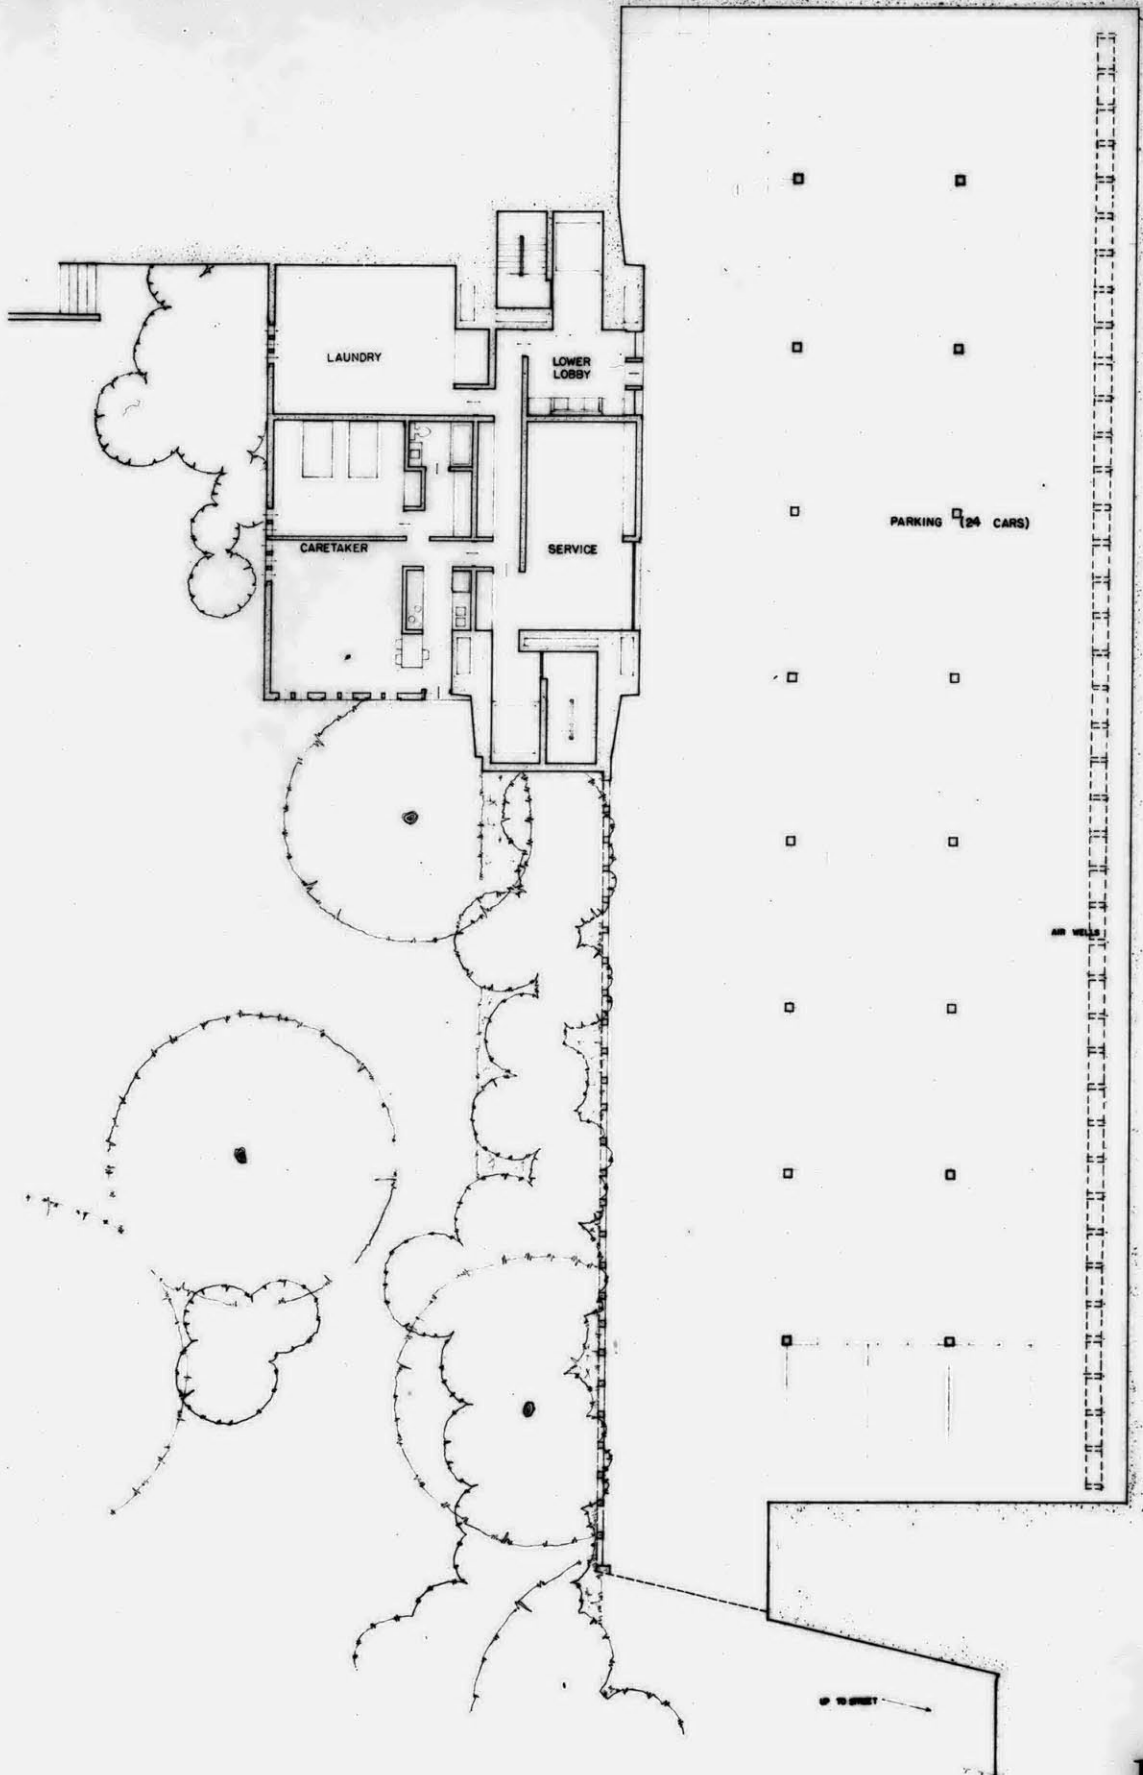 LAUNDRY
LOWER
LOBBY
PARKING (24 CARS)
CARETAKER
SERVICE
AIR WELLS
UP TO STREET